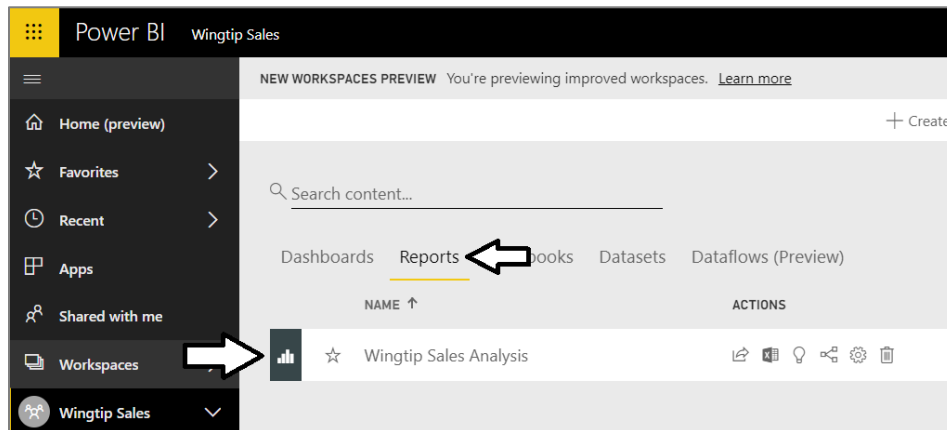 Power BI Wingtip Sales
NEW WORKSPACES PREVIEW You're previewing improved workspaces. Learn more
Home (preview)
+ Create
Favorites
Search content...
Recent
Dashboards Reports books Datasets Dataflows (Preview)
Apps
NAME ↑ ACTIONS
Shared with me
Wingtip Sales Analysis
Workspaces
Wingtip Sales